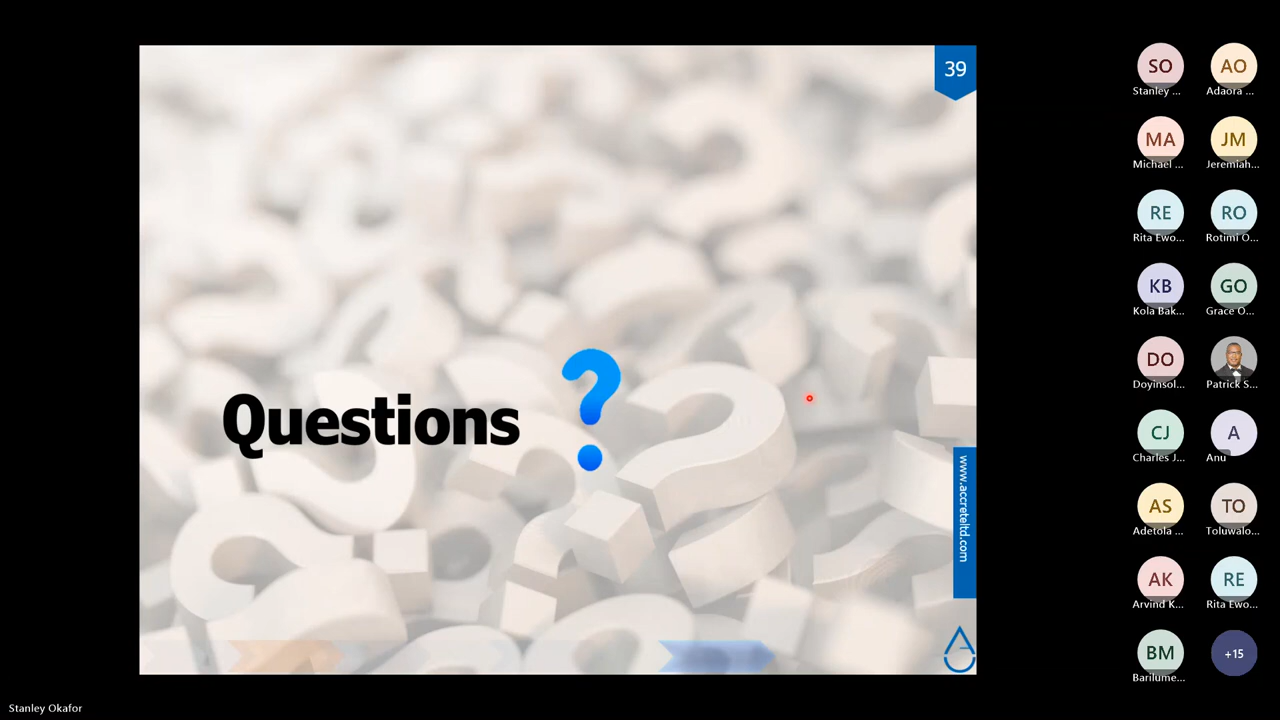 39
Questions ?
www.accreteltd.com
SO AO
Stanley ... Adaora ...
MA JM
Michael ... Jeremiah...
RE RO
Rita Ewo... Rotimi O...
KB GO
Kola Bak... Grace O...
DO
Doyinsol... Patrick S...
CJ A
Charles J... Anu
AS TO
Adetola ... Toluwalo...
AK RE
Arvind K... Rita Ewo...
BM +15
Barilume...
Stanley Okafor